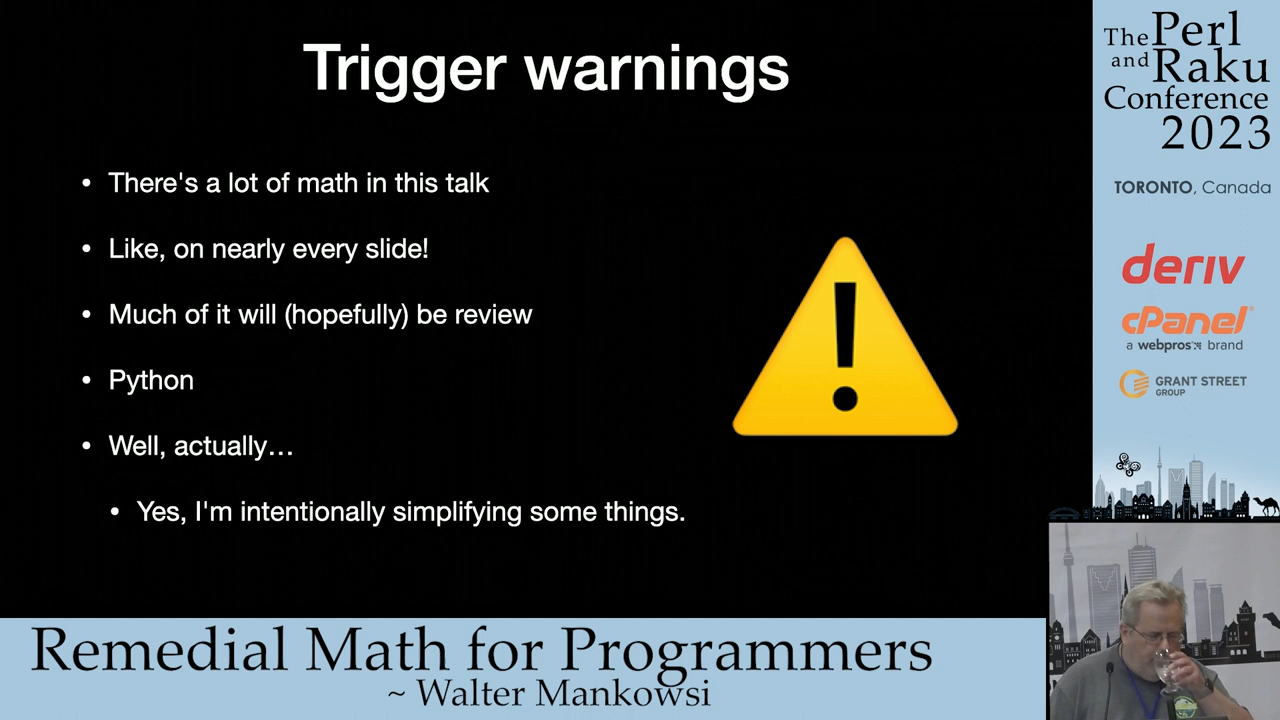 Trigger warnings
• There's a lot of math in this talk
• Like, on nearly every slide!
• Much of it will (hopefully) be review
• Python
• Well, actually…
• Yes, I'm intentionally simplifying some things.
The Perl
and Raku
Conference
2023
TORONTO, Canada
deriv
cPanel®
a webpros brand
GRANT STREET
GROUP
Remedial Math for Programmers
~ Walter Mankowsi